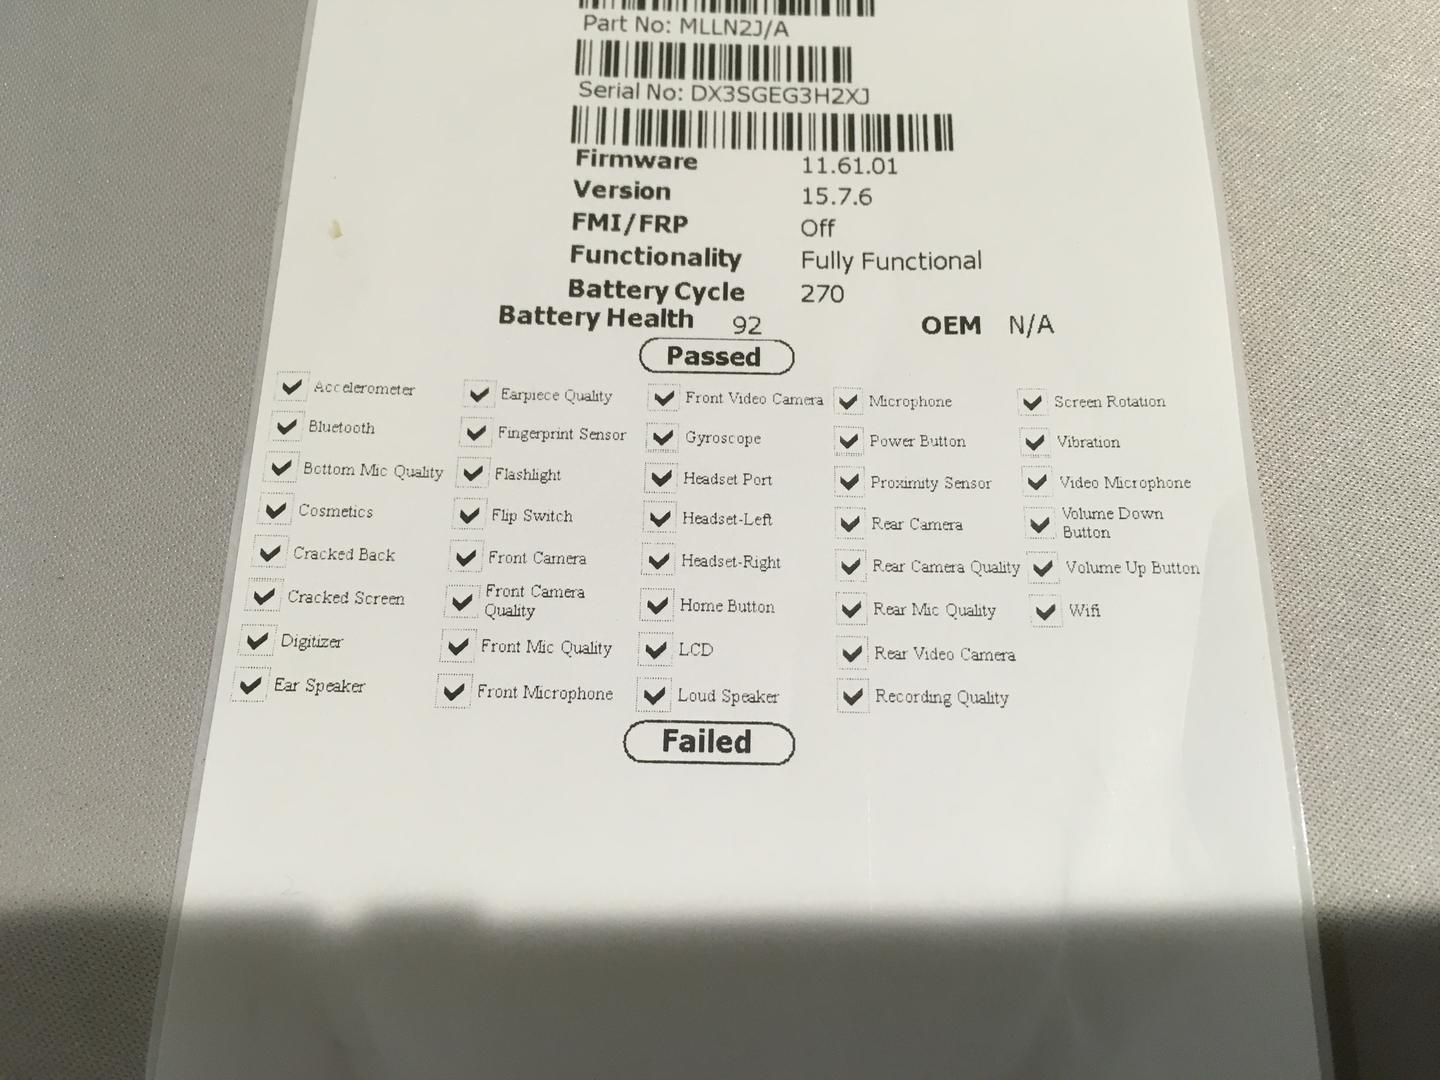 Part No: MLLN2J/A
Serial No: DX3SGEG3H2XJ
Firmware 11.61.01
Version 15.7.6
FMI/FRP Off
Functionality Fully Functional
Battery Cycle 270
Battery Health 92 OEM N/A
Passed
Accelerometer Earpiece Quality Front Video Camera Microphone Screen Rotation
Bluetooth Fingerprint Sensor Gyroscope Power Button Vibration
Bottom Mic Quality Flashlight Headset Port Proximity Sensor Video Microphone
Cosmetics Flip Switch Headset-Left Rear Camera Volume Down
Button
Cracked Back Front Camera Headset-Right Rear Camera Quality Volume Up Button
Cracked Screen Front Camera
Quality Home Button Rear Mic Quality Wifi
Digitizer Front Mic Quality LCD Rear Video Camera
Ear Speaker Front Microphone Loud Speaker Recording Quality
Failed